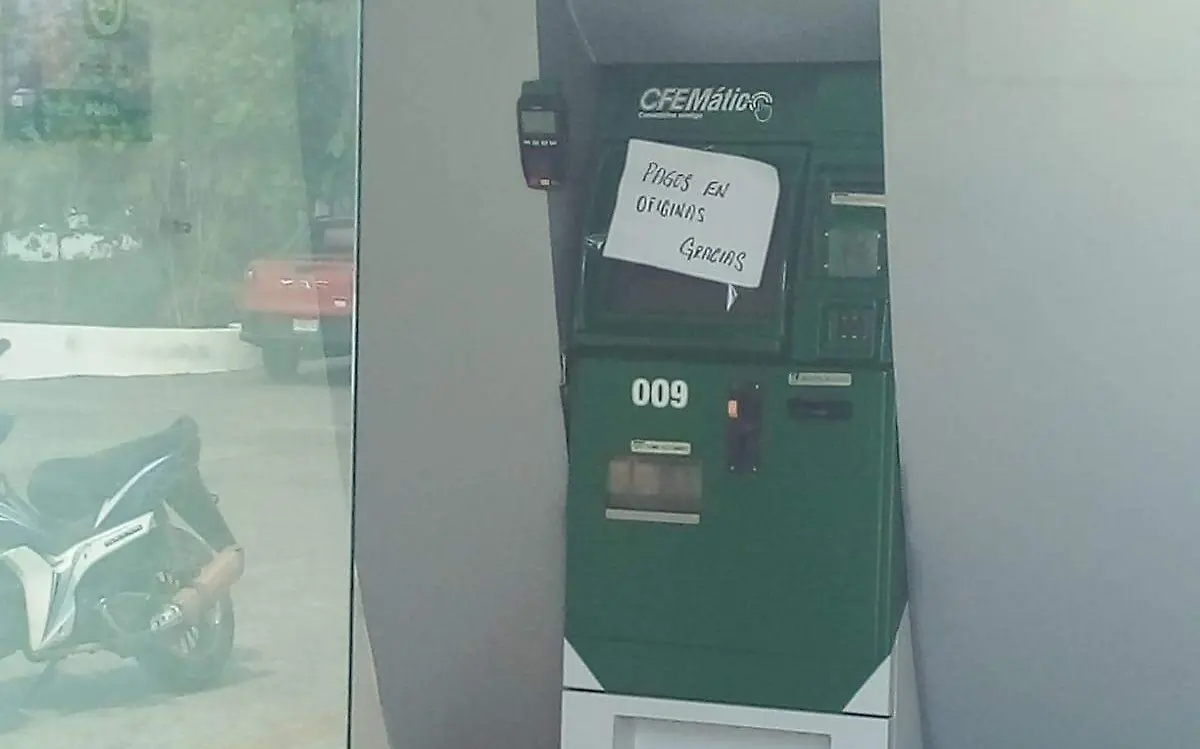 CFEMático
PAGOS EN
OFICINAS
GRACIAS
009